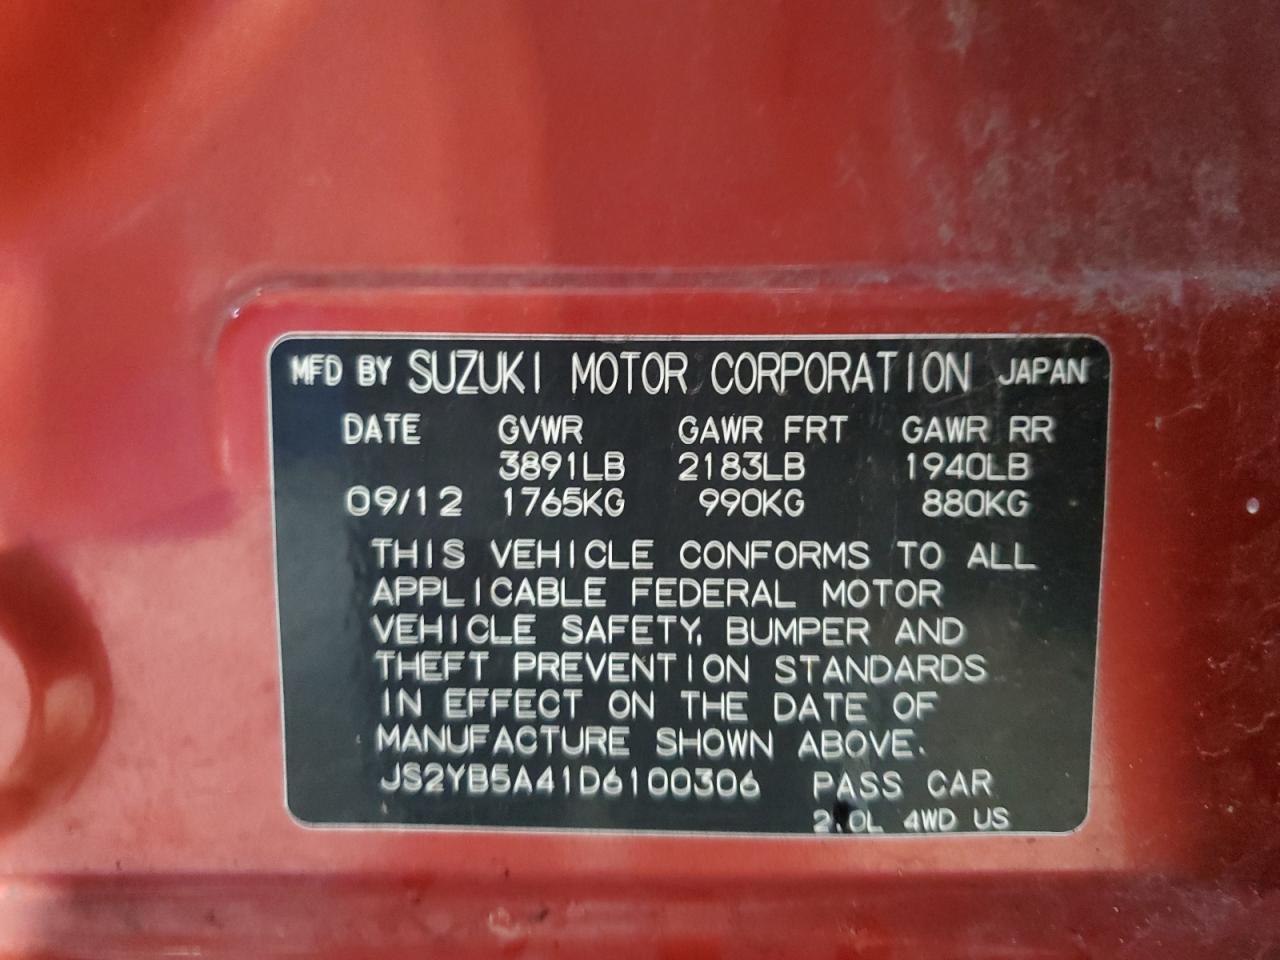 MFD BY SUZUKI MOTOR CORPORATION JAPAN
DATE GVWR GAWR FRT GAWR RR
3891LB 2183LB 1940LB
09/12 1765KG 990KG 880KG
THIS VEHICLE CONFORMS TO ALL
APPLICABLE FEDERAL MOTOR
VEHICLE SAFETY, BUMPER AND
THEFT PREVENTION STANDARDS
IN EFFECT ON THE DATE OF
MANUFACTURE SHOWN ABOVE.
JS2YB5A41D6100306 PASS CAR
2.0L 4WD US